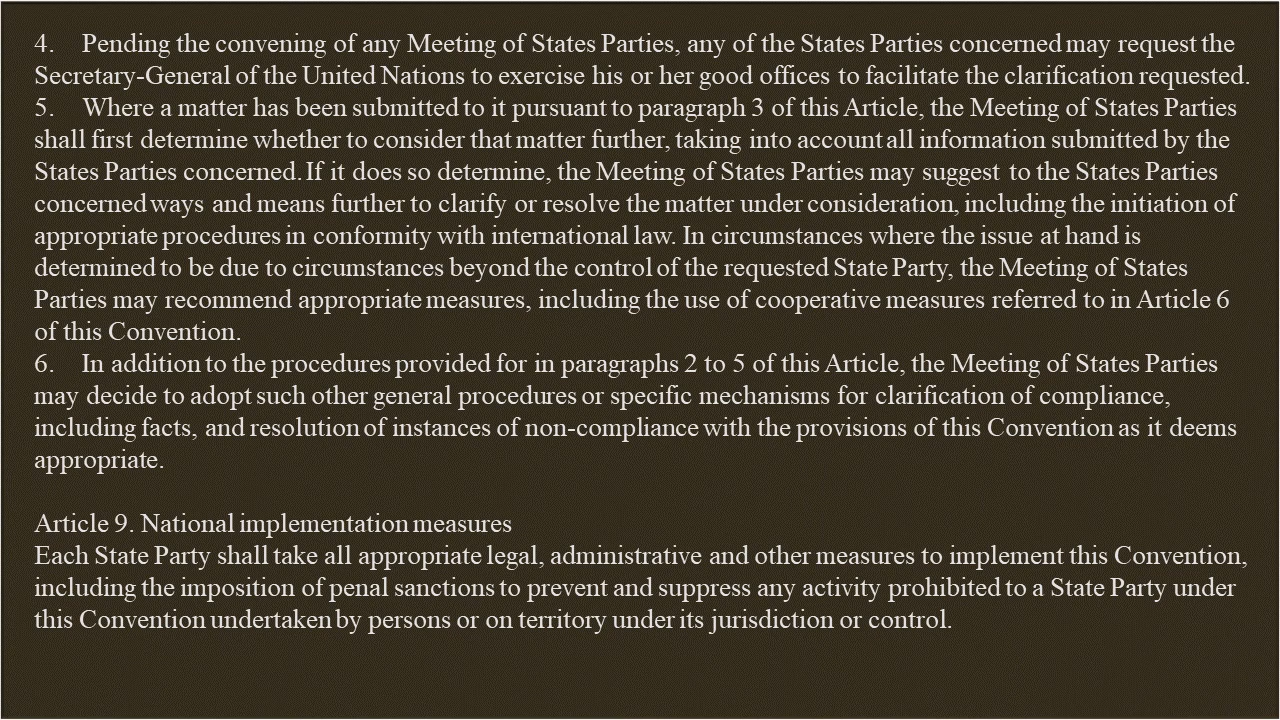 4. Pending the convening of any Meeting of States Parties, any of the States Parties concerned may request the
Secretary-General of the United Nations to exercise his or her good offices to facilitate the clarification requested.
5. Where a matter has been submitted to it pursuant to paragraph 3 of this Article, the Meeting of States Parties
shall first determine whether to consider that matter further, taking into account all information submitted by the
States Parties concerned. If it does so determine, the Meeting of States Parties may suggest to the States Parties
concerned ways and means further to clarify or resolve the matter under consideration, including the initiation of
appropriate procedures in conformity with international law. In circumstances where the issue at hand is
determined to be due to circumstances beyond the control of the requested State Party, the Meeting of States
Parties may recommend appropriate measures, including the use of cooperative measures referred to in Article 6
of this Convention.
6. In addition to the procedures provided for in paragraphs 2 to 5 of this Article, the Meeting of States Parties
may decide to adopt such other general procedures or specific mechanisms for clarification of compliance,
including facts, and resolution of instances of non-compliance with the provisions of this Convention as it deems
appropriate.
Article 9. National implementation measures
Each State Party shall take all appropriate legal, administrative and other measures to implement this Convention,
including the imposition of penal sanctions to prevent and suppress any activity prohibited to a State Party under
this Convention undertaken by persons or on territory under its jurisdiction or control.